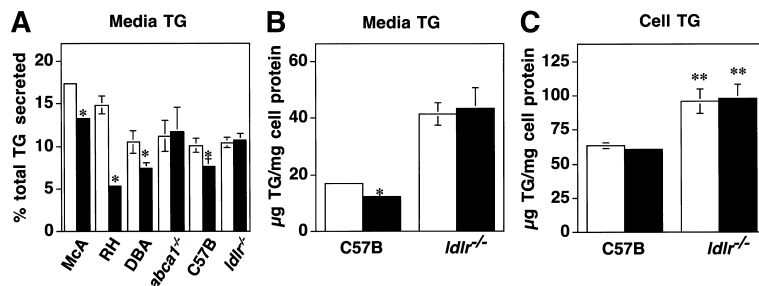 A Media TG
% total TG secreted
20
15
10
5
0
*
*
*
*
McA RH DBA abca1-/- C57B ldlr-/-
B Media TG
µg TG/mg cell protein
60
40
20
0
*
C57B ldlr-/-
C Cell TG
µg TG/mg cell protein
125
100
75
50
25
0
** **
C57B ldlr-/-